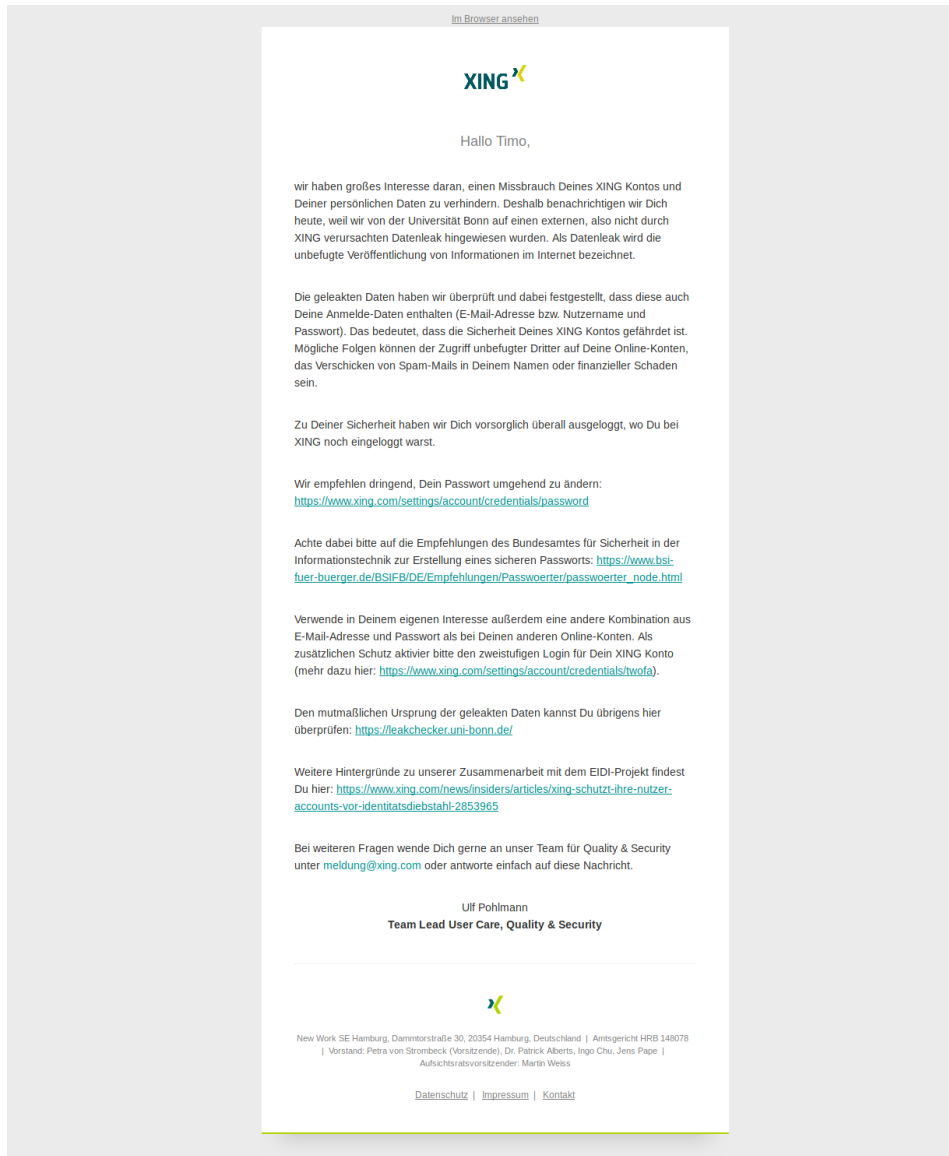 Im Browser ansehen
XING
Hallo Timo,
wir haben großes Interesse daran, einen Missbrauch Deines XING Kontos und
Deiner persönlichen Daten zu verhindern. Deshalb benachrichtigen wir Dich
heute, weil wir von der Universität Bonn auf einen externen, also nicht durch
XING verursachten Datenleak hingewiesen wurden. Als Datenleak wird die
unbefugte Veröffentlichung von Informationen im Internet bezeichnet.
Die geleakten Daten haben wir überprüft und dabei festgestellt, dass diese auch
Deine Anmelde-Daten enthalten (E-Mail-Adresse bzw. Nutzername und
Passwort). Das bedeutet, dass die Sicherheit Deines XING Kontos gefährdet ist.
Mögliche Folgen können der Zugriff unbefugter Dritter auf Deine Online-Konten,
das Verschicken von Spam-Mails in Deinem Namen oder finanzieller Schaden
sein.
Zu Deiner Sicherheit haben wir Dich vorsorglich überall ausgeloggt, wo Du bei
XING noch eingeloggt warst.
Wir empfehlen dringend, Dein Passwort umgehend zu ändern:
https://www.xing.com/settings/account/credentials/password
Achte dabei bitte auf die Empfehlungen des Bundesamtes für Sicherheit in der
Informationstechnik zur Erstellung eines sicheren Passworts: https://www.bsi-
fuer-buerger.de/BSIFB/DE/Empfehlungen/Passwoerter/passwoerter_node.html
Verwende in Deinem eigenen Interesse außerdem eine andere Kombination aus
E-Mail-Adresse und Passwort als bei Deinen anderen Online-Konten. Als
zusätzlichen Schutz aktivier bitte den zweistufigen Login für Dein XING Konto
(mehr dazu hier: https://www.xing.com/settings/account/credentials/twofa).
Den mutmaßlichen Ursprung der geleakten Daten kannst Du übrigens hier
überprüfen: https://leakchecker.uni-bonn.de/
Weitere Hintergründe zu unserer Zusammenarbeit mit dem EIDI-Projekt findest
Du hier: https://www.xing.com/news/insiders/articles/xing-schutzt-ihre-nutzer-
accounts-vor-identitatsdiebstahl-2853965
Bei weiteren Fragen wende Dich gerne an unser Team für Quality & Security
unter meldung@xing.com oder antworte einfach auf diese Nachricht.
Ulf Pohlmann
Team Lead User Care, Quality & Security
New Work SE Hamburg, Dammtorstraße 30, 20354 Hamburg, Deutschland | Amtsgericht HRB 148078
| Vorstand: Petra von Strombeck (Vorsitzende), Dr. Patrick Alberts, Ingo Chu, Jens Pape |
Aufsichtsratsvorsitzender: Martin Weiss
Datenschutz | Impressum | Kontakt